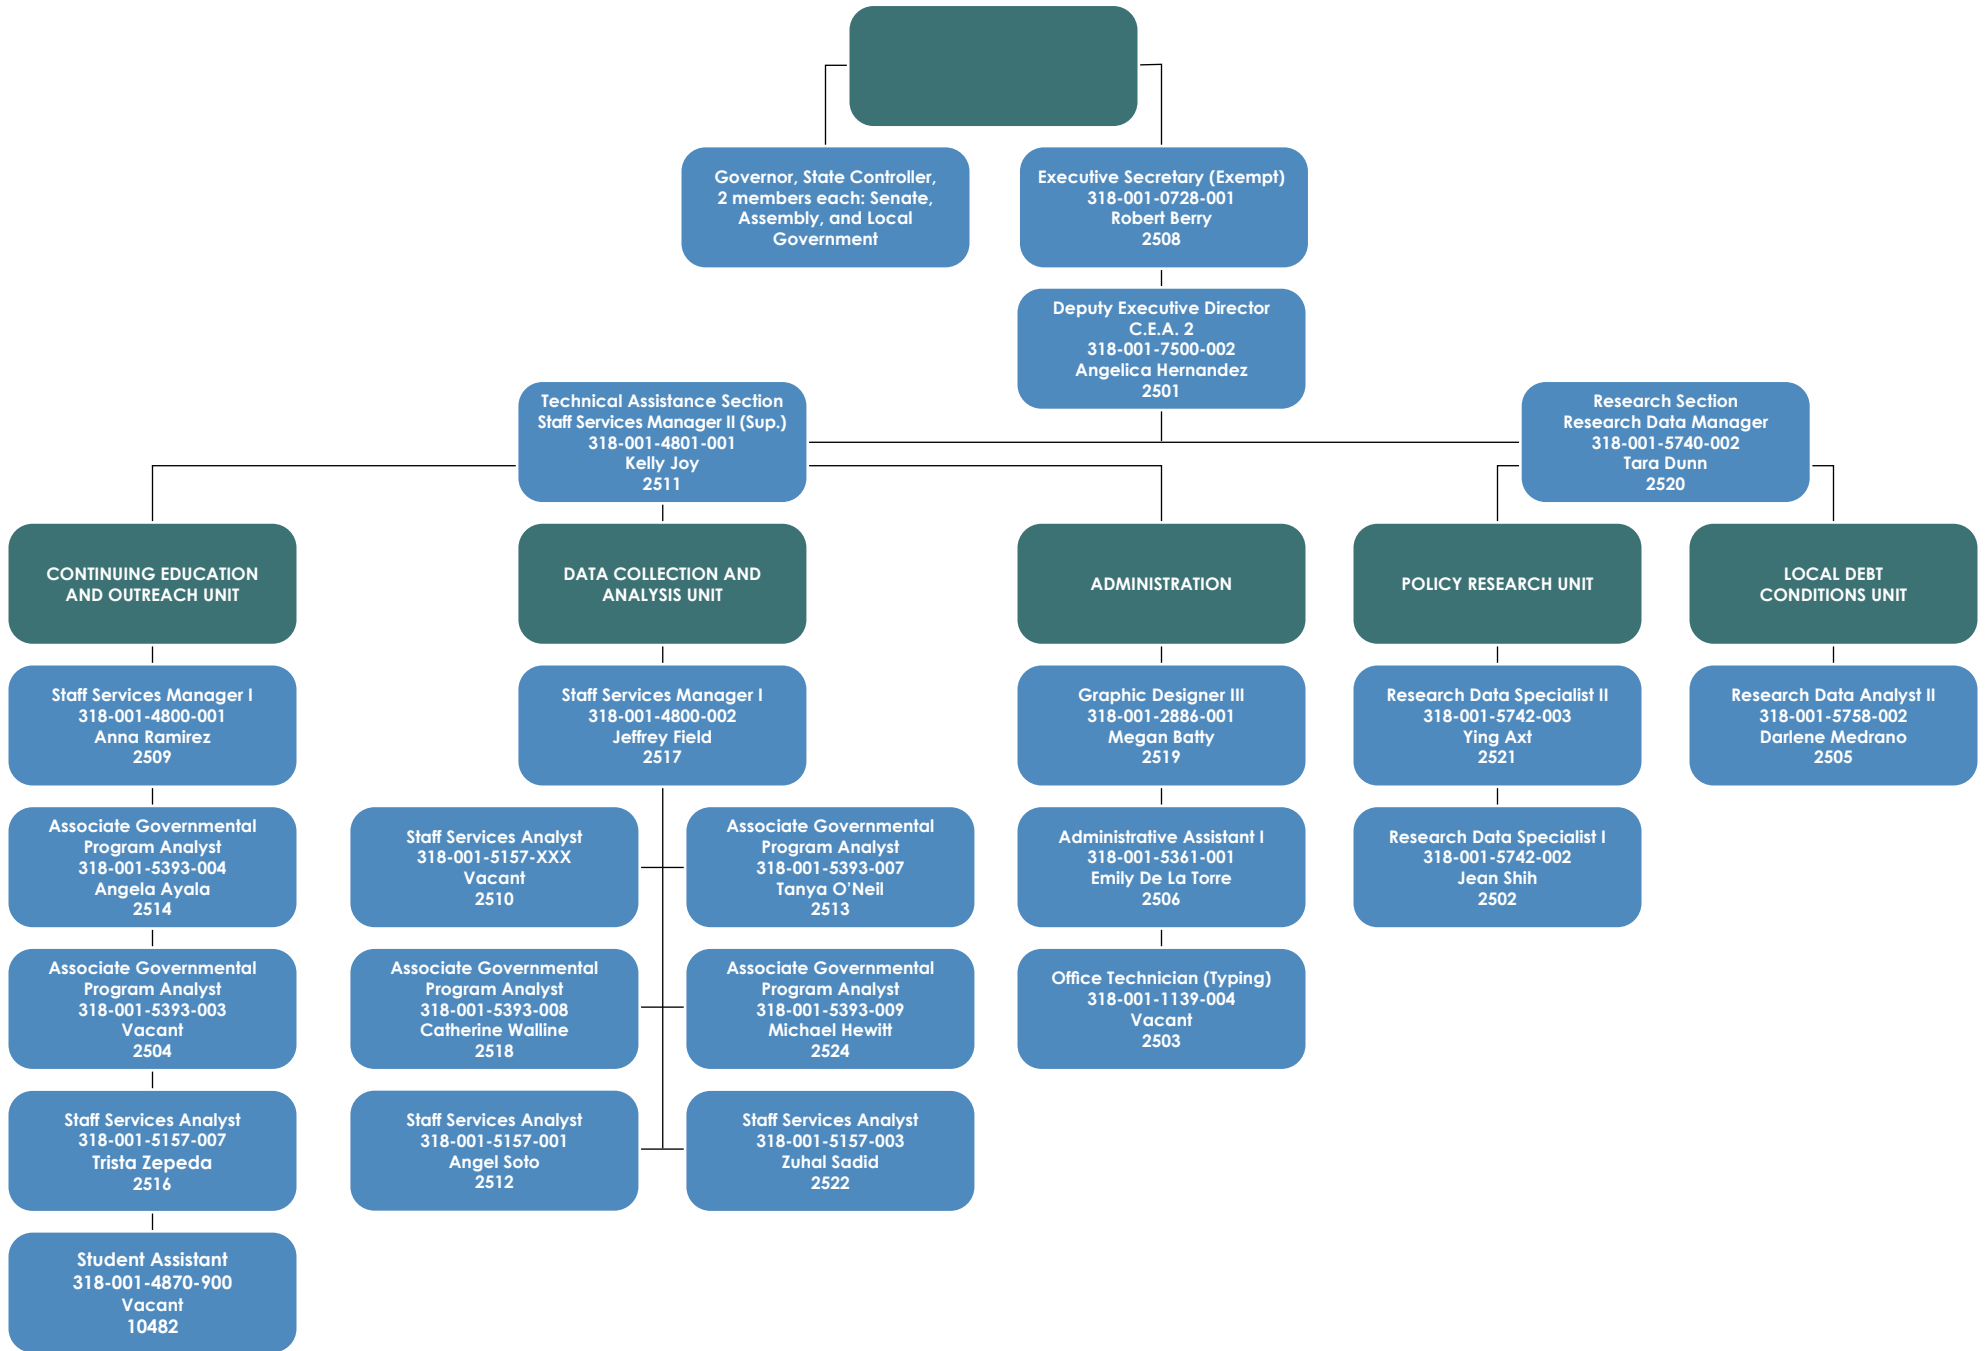 Governor, State Controller,
2 members each: Senate,
Assembly, and Local
Government
Executive Secretary (Exempt)
318-001-0728-001
Robert Berry
2508
Deputy Executive Director
C.E.A. 2
318-001-7500-002
Angelica Hernandez
2501
Technical Assistance Section
Staff Services Manager II (Sup.)
318-001-4801-001
Kelly Joy
2511
Research Section
Research Data Manager
318-001-5740-002
Tara Dunn
2520
CONTINUING EDUCATION
AND OUTREACH UNIT
DATA COLLECTION AND
ANALYSIS UNIT
ADMINISTRATION
POLICY RESEARCH UNIT
LOCAL DEBT
CONDITIONS UNIT
Staff Services Manager I
318-001-4800-001
Anna Ramirez
2509
Staff Services Manager I
318-001-4800-002
Jeffrey Field
2517
Graphic Designer III
318-001-2886-001
Megan Batty
2519
Research Data Specialist II
318-001-5742-003
Ying Axt
2521
Research Data Analyst II
318-001-5758-002
Darlene Medrano
2505
Associate Governmental
Program Analyst
318-001-5393-004
Angela Ayala
2514
Staff Services Analyst
318-001-5157-XXX
Vacant
2510
Associate Governmental
Program Analyst
318-001-5393-007
Tanya O'Neil
2513
Administrative Assistant I
318-001-5361-001
Emily De La Torre
2506
Research Data Specialist I
318-001-5742-002
Jean Shih
2502
Associate Governmental
Program Analyst
318-001-5393-003
Vacant
2504
Associate Governmental
Program Analyst
318-001-5393-008
Catherine Walline
2518
Associate Governmental
Program Analyst
318-001-5393-009
Michael Hewitt
2524
Office Technician (Typing)
318-001-1139-004
Vacant
2503
Staff Services Analyst
318-001-5157-007
Trista Zepeda
2516
Staff Services Analyst
318-001-5157-001
Angel Soto
2512
Staff Services Analyst
318-001-5157-003
Zuhal Sadid
2522
Student Assistant
318-001-4870-900
Vacant
10482